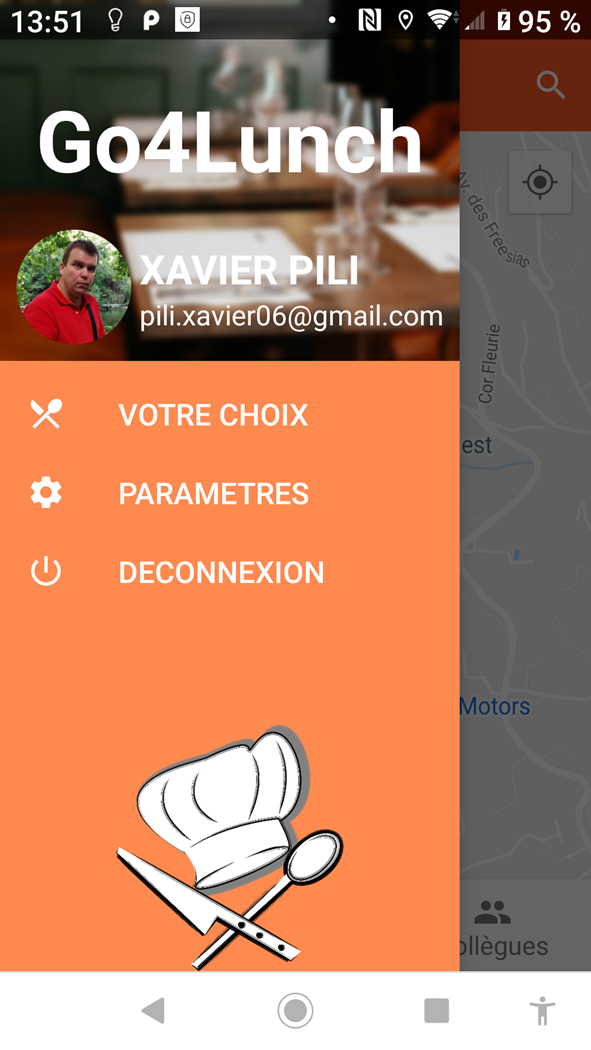 13:51
95 %
Go4Lunch
XAVIER PILI
pili.xavier06@gmail.com
VOTRE CHOIX
PARAMETRES
DECONNEXION
Av. des Freesias
Cor Fleurie
est
Motors
ollègues